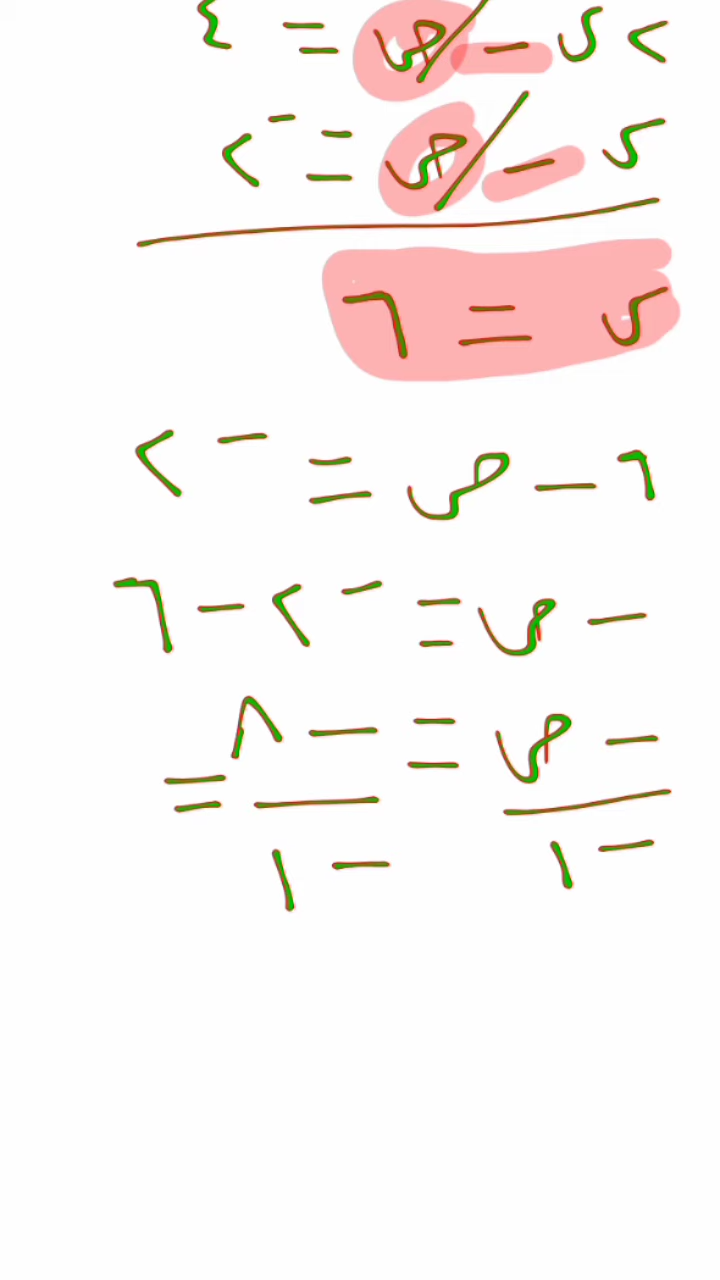 ٢س − ص = ٤
س − ص = −٢
س = ٦
٦ − ص = −٢
−ص = −٢ − ٦
−ص = −٨ =
−١ −١